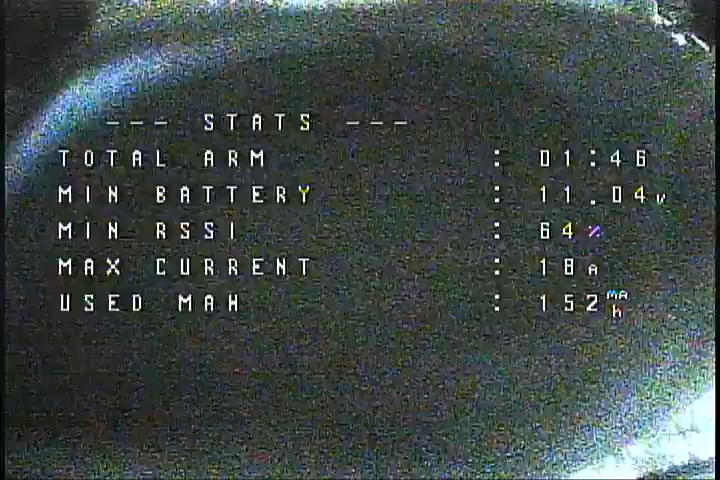 --- STATS ---
TOTAL ARM : 01:46
MIN BATTERY : 11.04V
MIN RSSI : 64%
MAX CURRENT : 18A
USED MAH : 152mAh